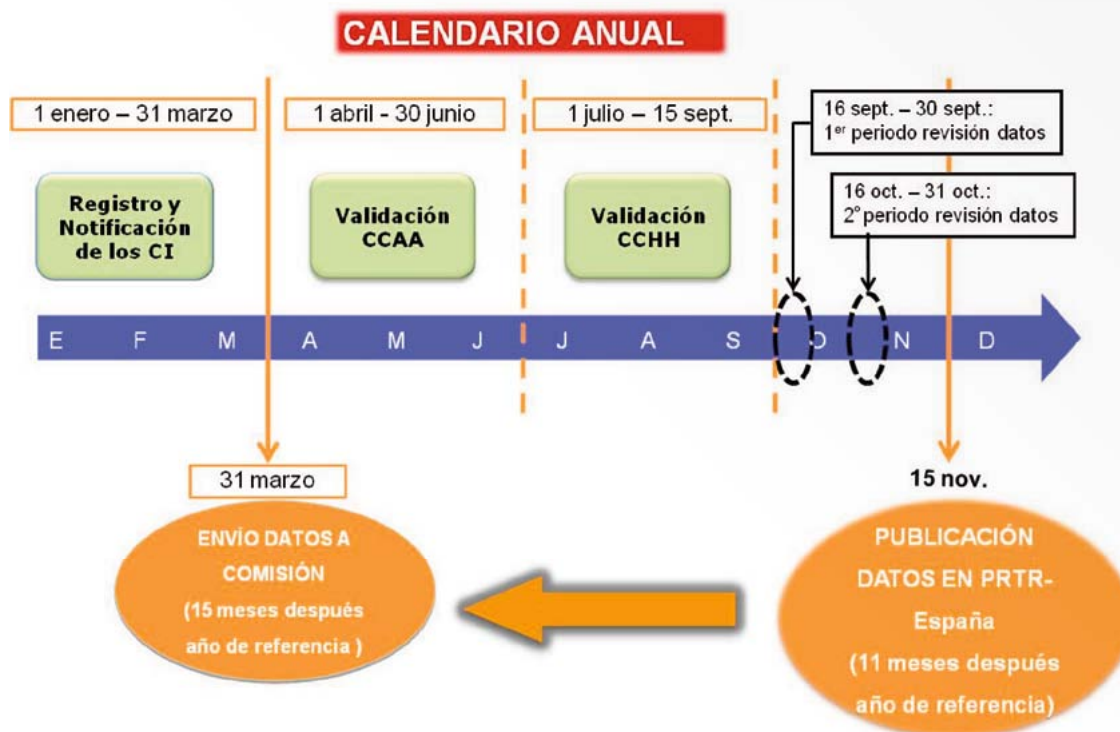 CALENDARIO ANUAL
1 enero – 31 marzo
1 abril - 30 junio
1 julio – 15 sept.
16 sept. – 30 sept.:
1er periodo revisión datos
16 oct. – 31 oct.:
2º periodo revisión datos
Registro y
Notificación
de los CI
Validación
CCAA
Validación
CCHH
E F M A M J J A S O N D
31 marzo
ENVÍO DATOS A
COMISIÓN
(15 meses después
año de referencia )
15 nov.
PUBLICACIÓN
DATOS EN PRTR-
España
(11 meses después
año de referencia)